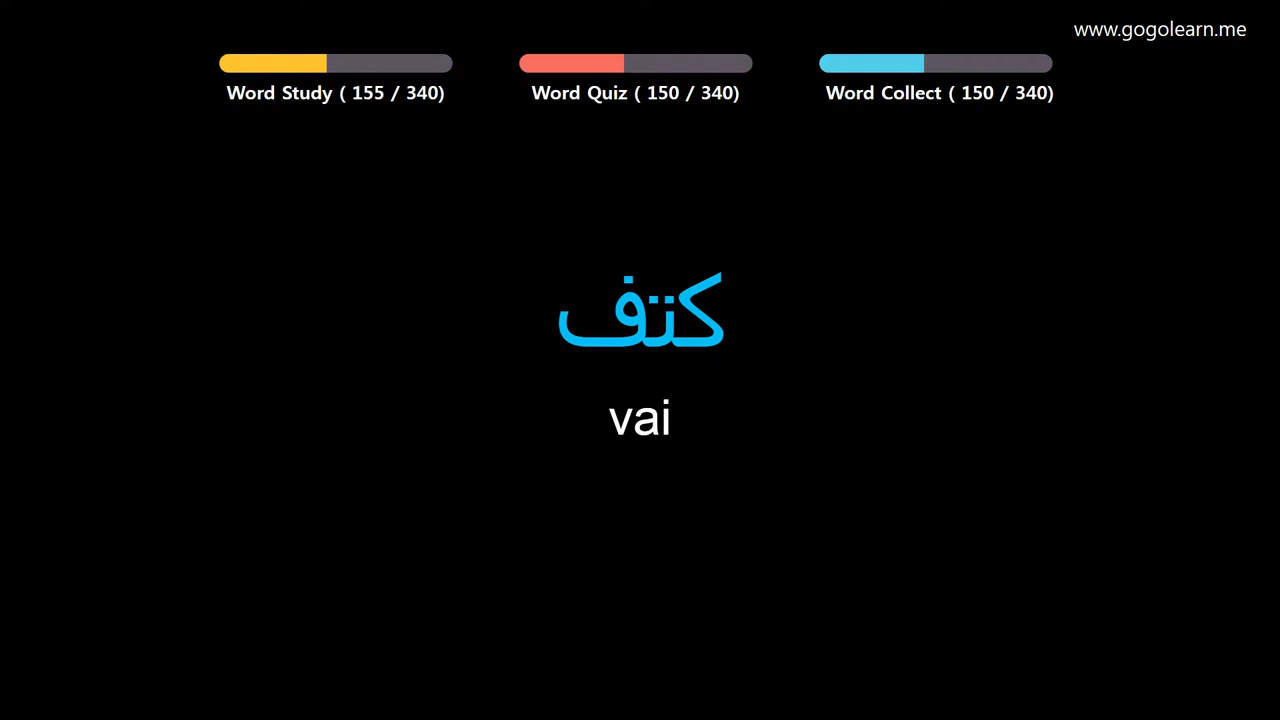 www.gogolearn.me
Word Study ( 155 / 340)
Word Quiz ( 150 / 340)
Word Collect ( 150 / 340)
كتف
vai